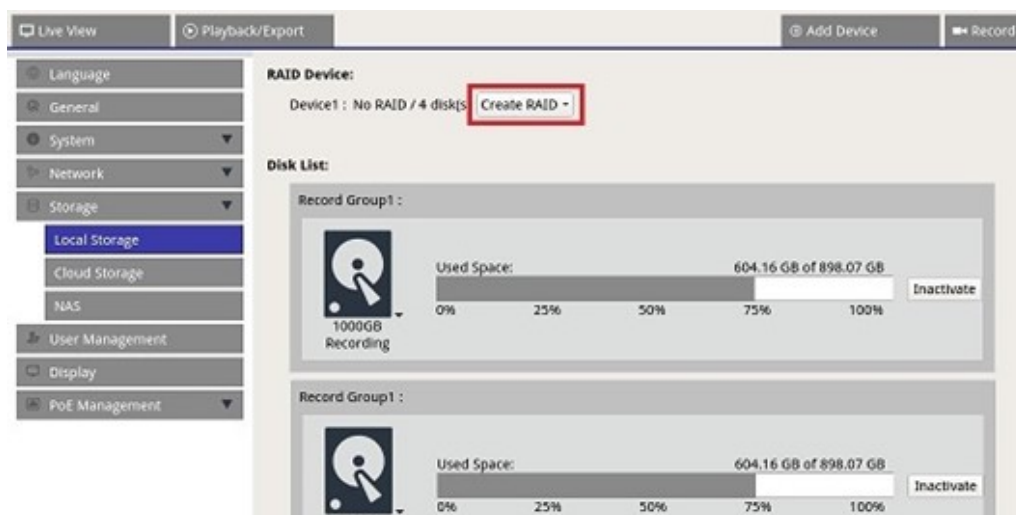 Live View
Playback/Export
Add Device
Record
Language
General
System
Network
Storage
Local Storage
Cloud Storage
NAS
User Management
Display
PoE Management
RAID Device:
Device1 : No RAID / 4 disk(s
Create RAID
Disk List:
Record Group1 :
1000GB
Recording
Used Space:
604.16 GB of 898.07 GB
0% 25% 50% 75% 100%
Inactivate
Record Group1 :
Used Space:
604.16 GB of 898.07 GB
0% 25% 50% 75% 100%
Inactivate